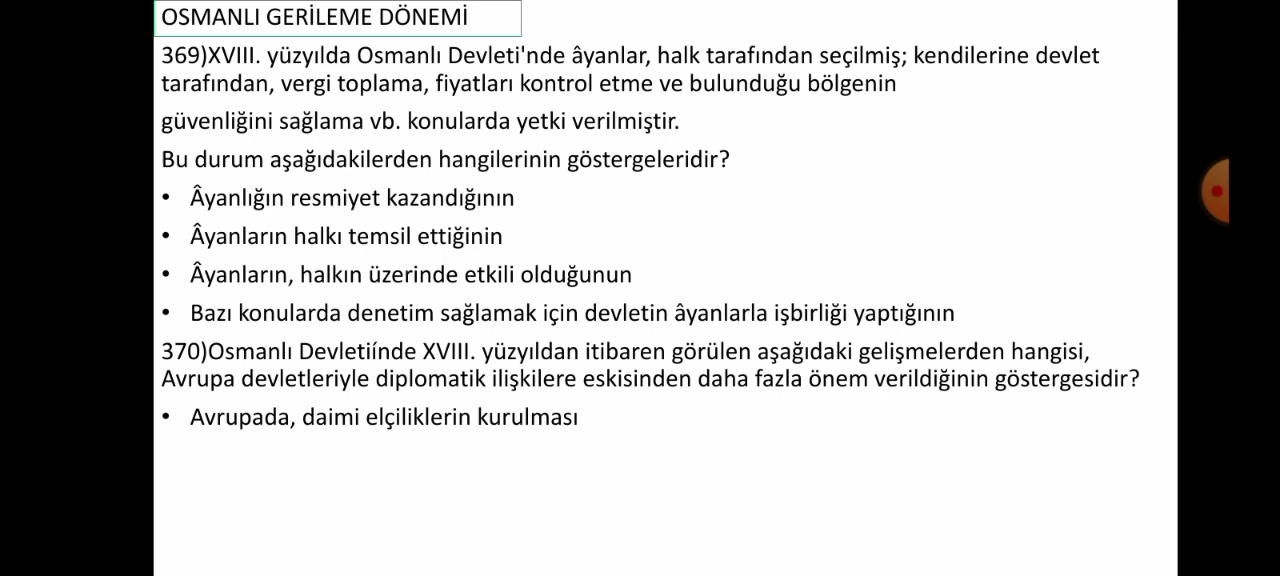 OSMANLI GERİLEME DÖNEMİ
369)XVIII. yüzyılda Osmanlı Devleti'nde âyanlar, halk tarafından seçilmiş; kendilerine devlet
tarafından, vergi toplama, fiyatları kontrol etme ve bulunduğu bölgenin
güvenliğini sağlama vb. konularda yetki verilmiştir.
Bu durum aşağıdakilerden hangilerinin göstergeleridir?
• Âyanlığın resmiyet kazandığının
• Âyanların halkı temsil ettiğinin
• Âyanların, halkın üzerinde etkili olduğunun
• Bazı konularda denetim sağlamak için devletin âyanlarla işbirliği yaptığının
370)Osmanlı Devletiínde XVIII. yüzyıldan itibaren görülen aşağıdaki gelişmelerden hangisi,
Avrupa devletleriyle diplomatik ilişkilere eskisinden daha fazla önem verildiğinin göstergesidir?
• Avrupada, daimi elçiliklerin kurulması